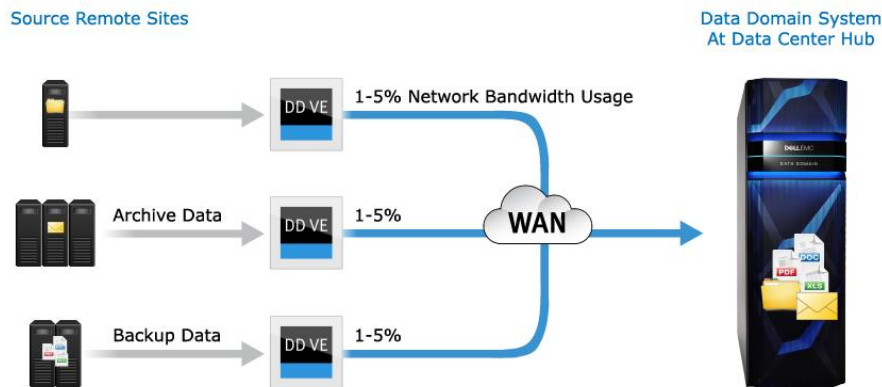 Source Remote Sites
Data Domain System
At Data Center Hub
DD VE
1-5% Network Bandwidth Usage
DELLEMC
DATA DOMAIN
Archive Data
DD VE
1-5%
WAN
DOC
PDF
XLS
Backup Data
DD VE
1-5%